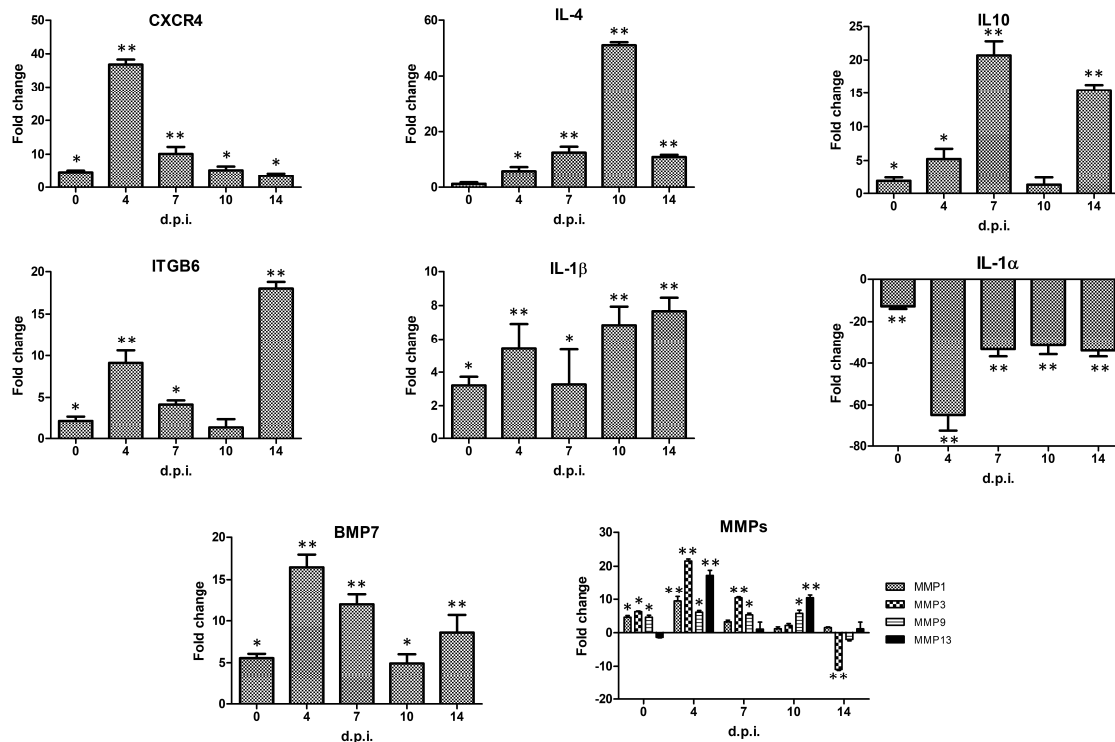 CXCR4
Fold change
50
40
30
20
10
0
* ** ** * *
0 4 7 10 14
d.p.i.
IL-4
Fold change
60
40
20
0
* ** ** **
0 4 7 10 14
d.p.i.
IL10
Fold change
25
20
15
10
5
0
* * ** **
0 4 7 10 14
d.p.i.
ITGB6
Fold change
20
15
10
5
0
* ** * **
0 4 7 10 14
d.p.i.
IL-1β
Fold change
10
8
6
4
2
0
* ** * ** **
0 4 7 10 14
d.p.i.
IL-1α
Fold change
0
-20
-40
-60
-80
** ** ** ** **
0 4 7 10 14
d.p.i.
BMP7
Fold change
20
15
10
5
0
* ** ** * **
0 4 7 10 14
d.p.i.
MMPs
Fold change
30
20
10
0
-10
-20
* * * ** ** * ** ** * * ** **
0 4 7 10 14
d.p.i.
MMP1
MMP3
MMP9
MMP13